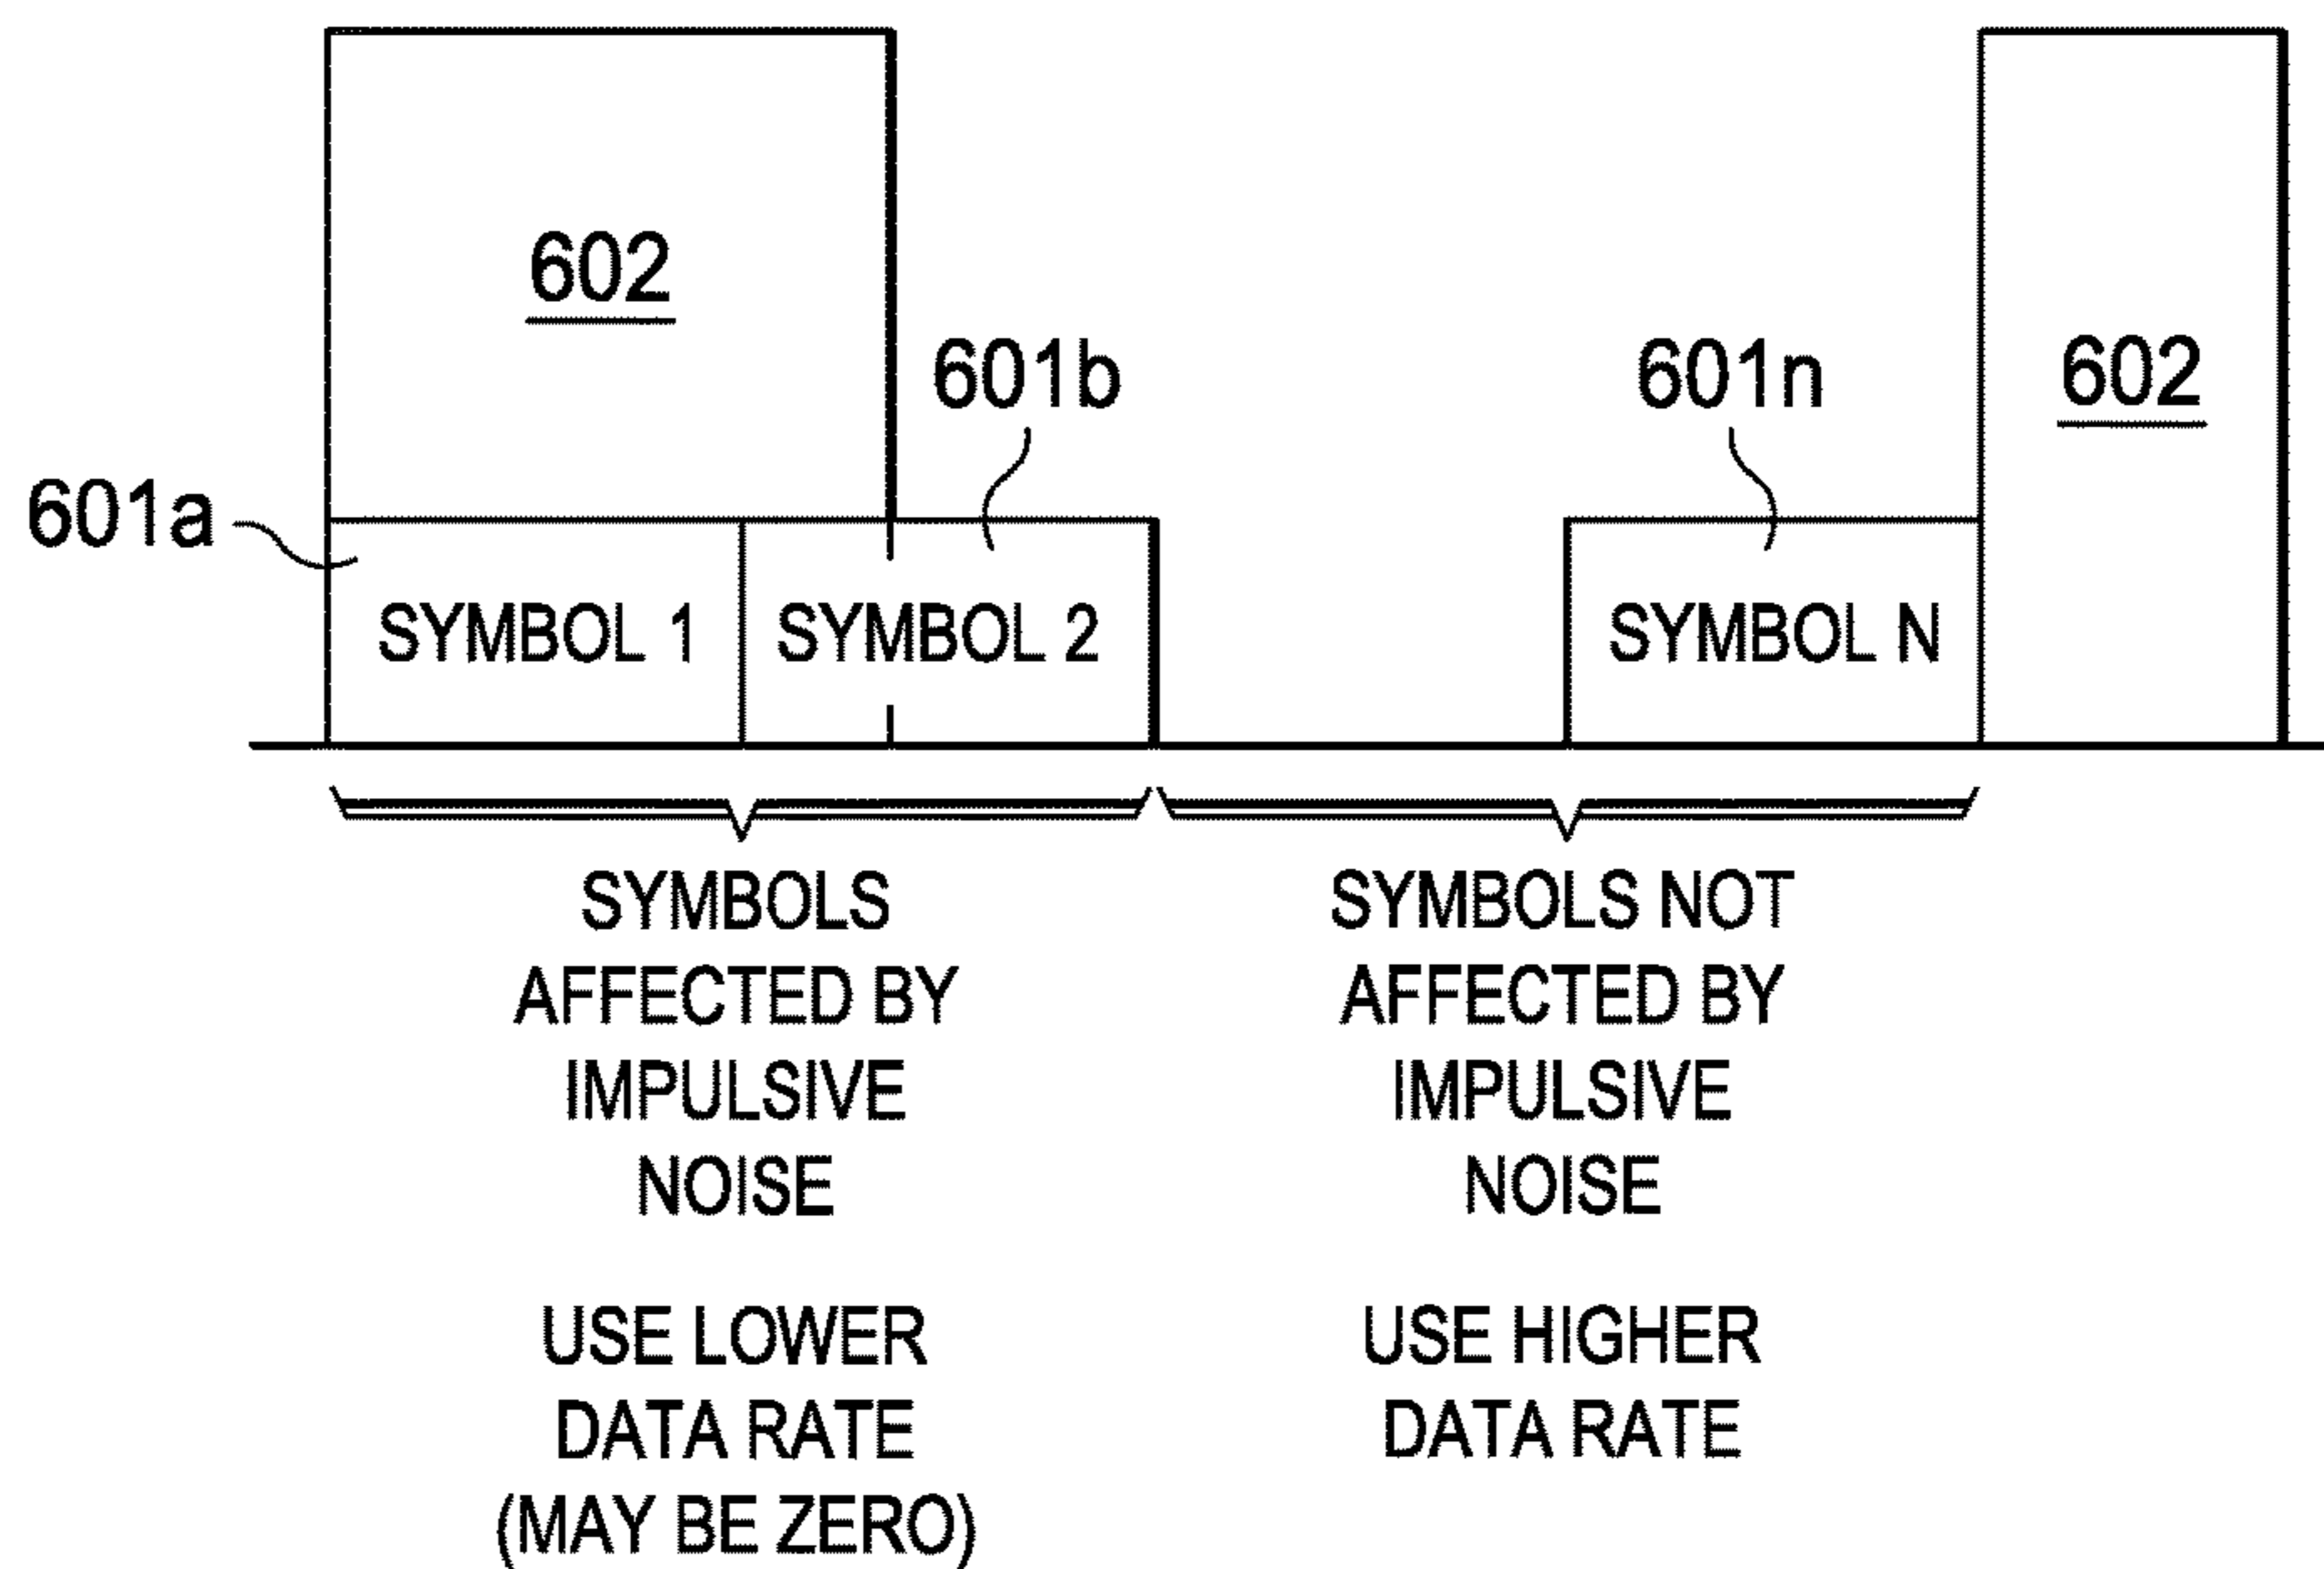 602
601b
601n
602
601a
SYMBOL 1
SYMBOL 2
SYMBOL N
SYMBOLS
AFFECTED BY
IMPULSIVE
NOISE
USE LOWER
DATA RATE
(MAY BE ZERO)
SYMBOLS NOT
AFFECTED BY
IMPULSIVE
NOISE
USE HIGHER
DATA RATE